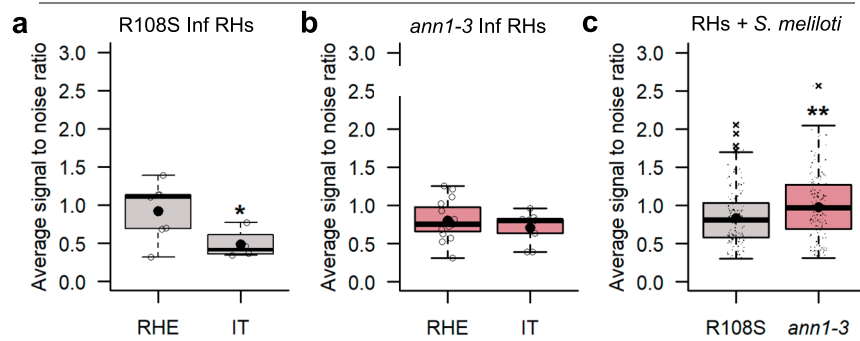 a R108S Inf RHs
Average signal to noise ratio
3.0
2.5
2.0
1.5
1.0
0.5
0.0
*
RHE IT
b ann1-3 Inf RHs
Average signal to noise ratio
3.0
2.5
2.0
1.5
1.0
0.5
0.0
RHE IT
c RHs + S. meliloti
Average signal to noise ratio
3.0
2.5
2.0
1.5
1.0
0.5
0.0
**
R108S ann1-3